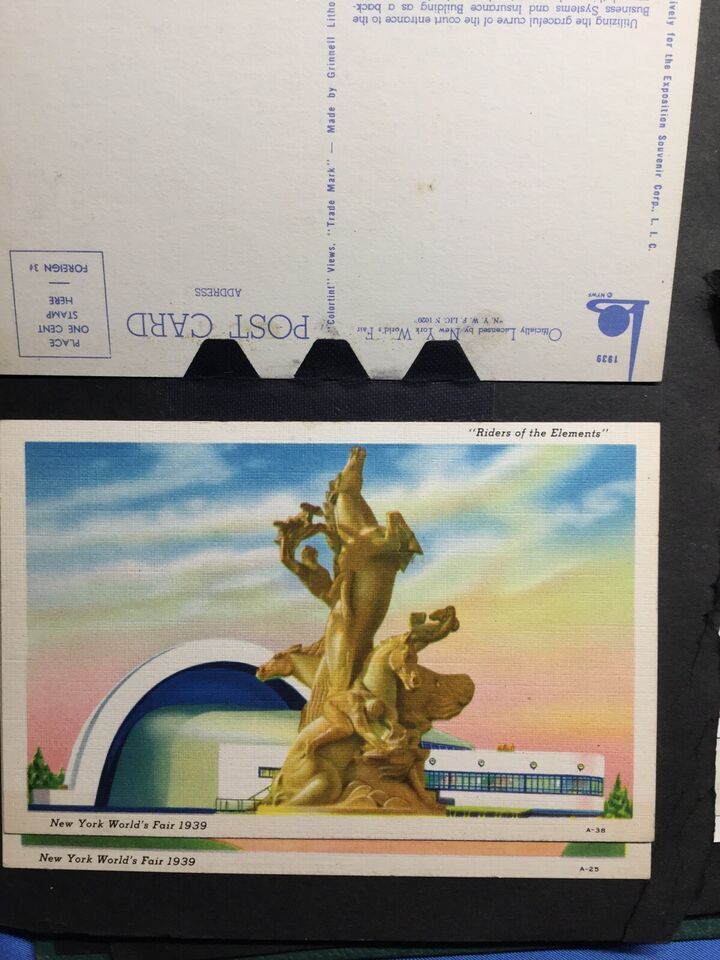 Utilizing the graceful curve of the court entrance to the
Business Systems and Insurance Building as a back-
"Colortint" Views. "Trade Mark" — Made by Grinnell Litho
ively for the Exposition Souvenir Corp., L. I. C.
PLACE
ONE CENT
STAMP
HERE
FOREIGN 3¢
POST CARD
ADDRESS
Officially Licensed by New York World's Fair
"N. Y. W. F. LIC. N 1020"
1939
© NYWF
"Riders of the Elements"
New York World's Fair 1939
A-38
New York World's Fair 1939
A-25